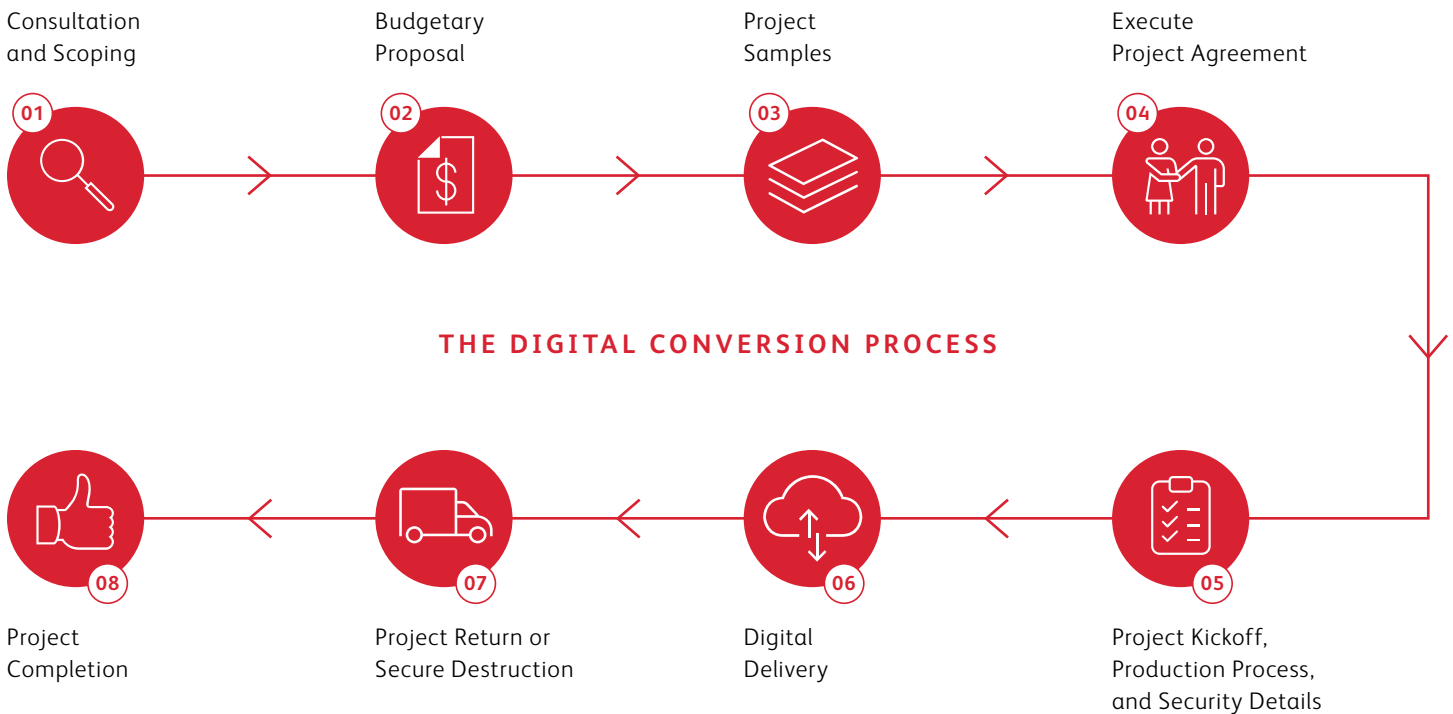 Consultation
and Scoping
01
Budgetary
Proposal
02
$
Project
Samples
03
Execute
Project Agreement
04
THE DIGITAL CONVERSION PROCESS
05
Project Kickoff,
Production Process,
and Security Details
06
Digital
Delivery
07
Project Return or
Secure Destruction
08
Project
Completion